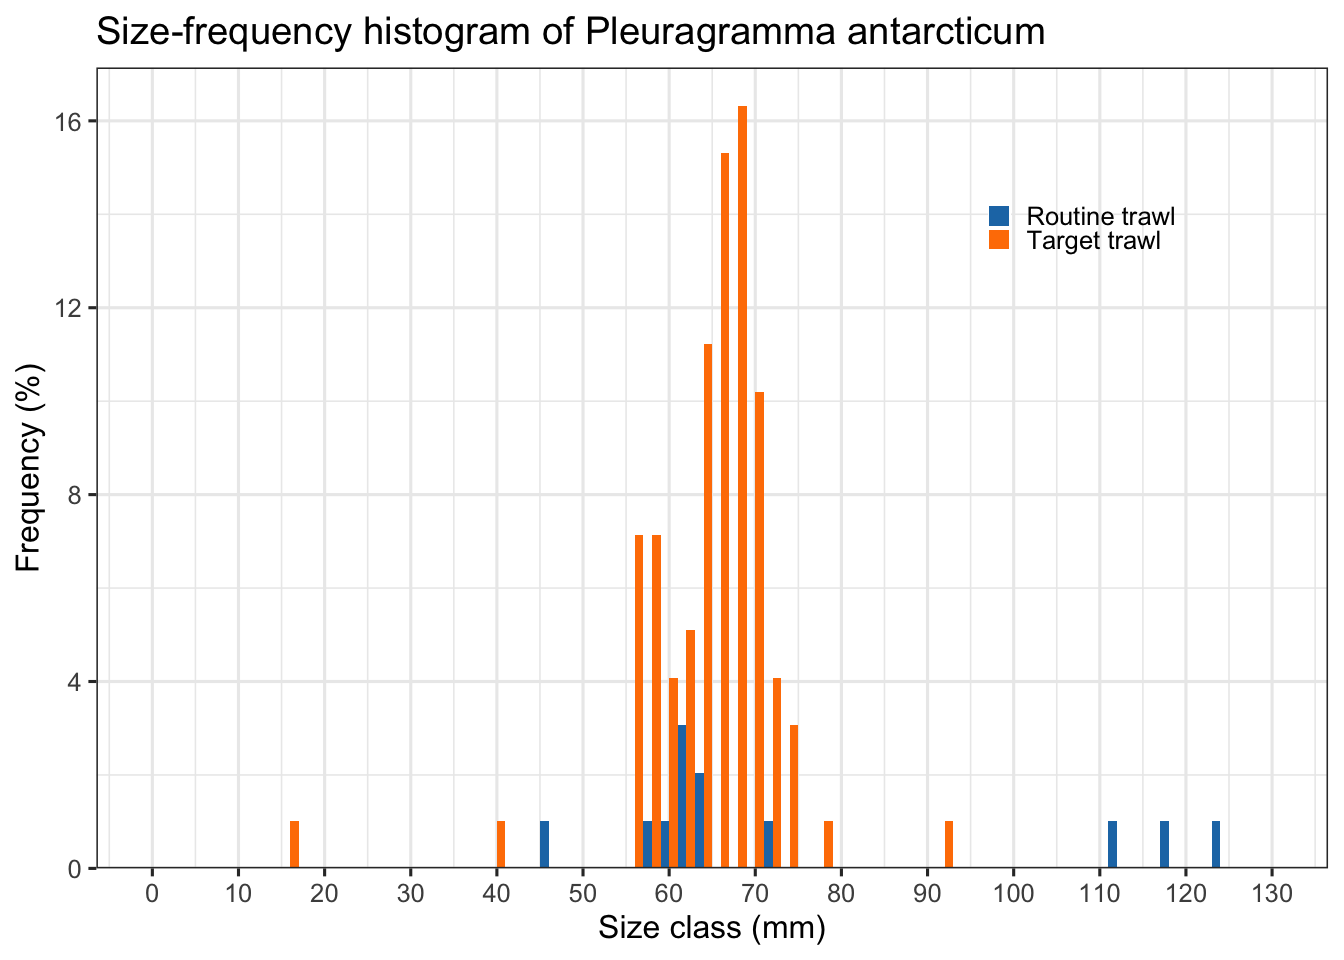 Size-frequency histogram of Pleuragramma antarcticum
16
12
8
4
0
Frequency (%)
Routine trawl
Target trawl
0 10 20 30 40 50 60 70 80 90 100 110 120 130
Size class (mm)